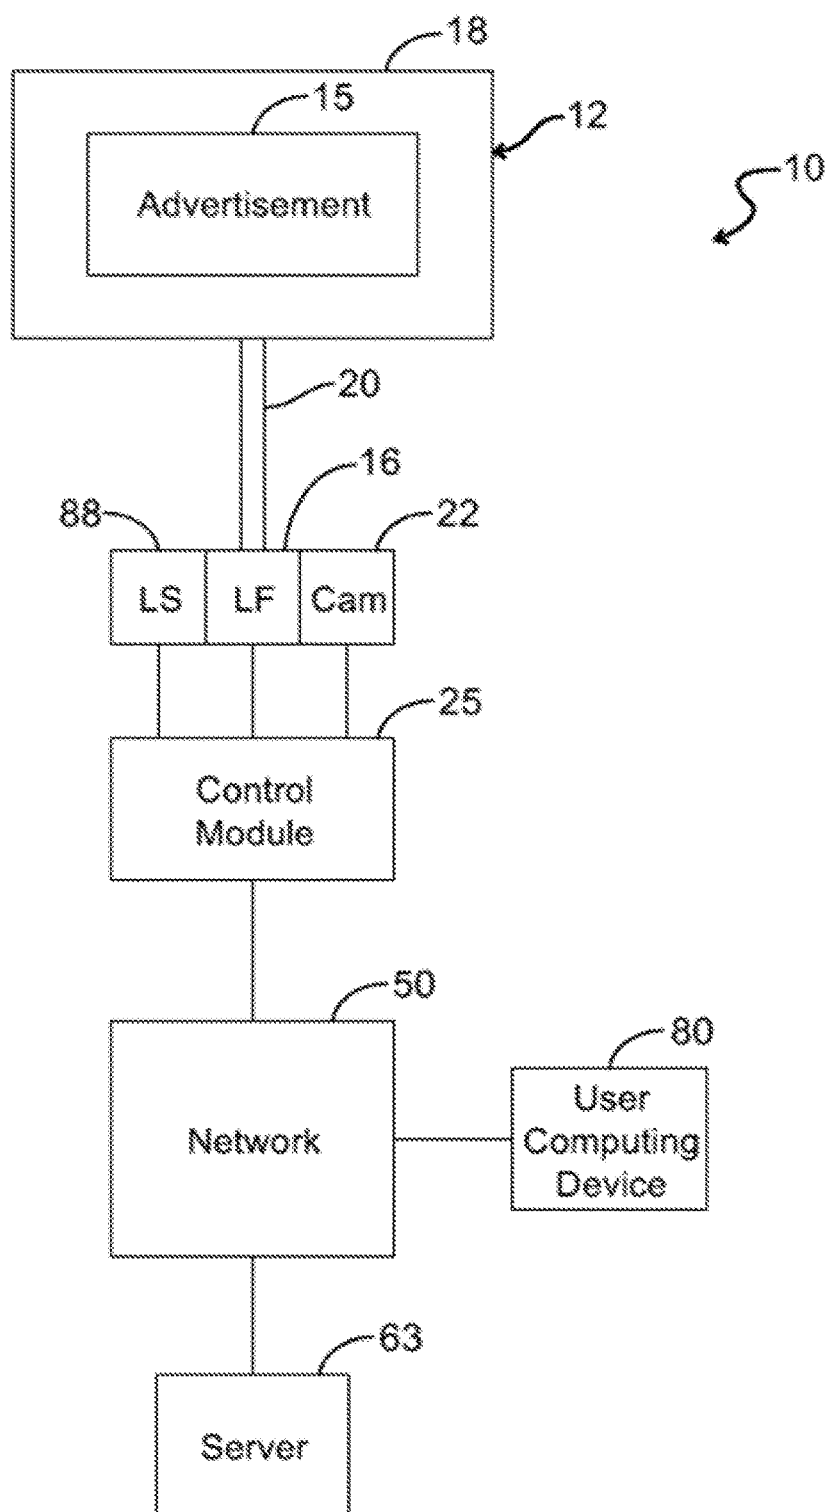 18
15
12
10
Advertisement
20
16
88
22
LS
LF
Cam
25
Control
Module
50
80
User
Computing
Device
Network
63
Server